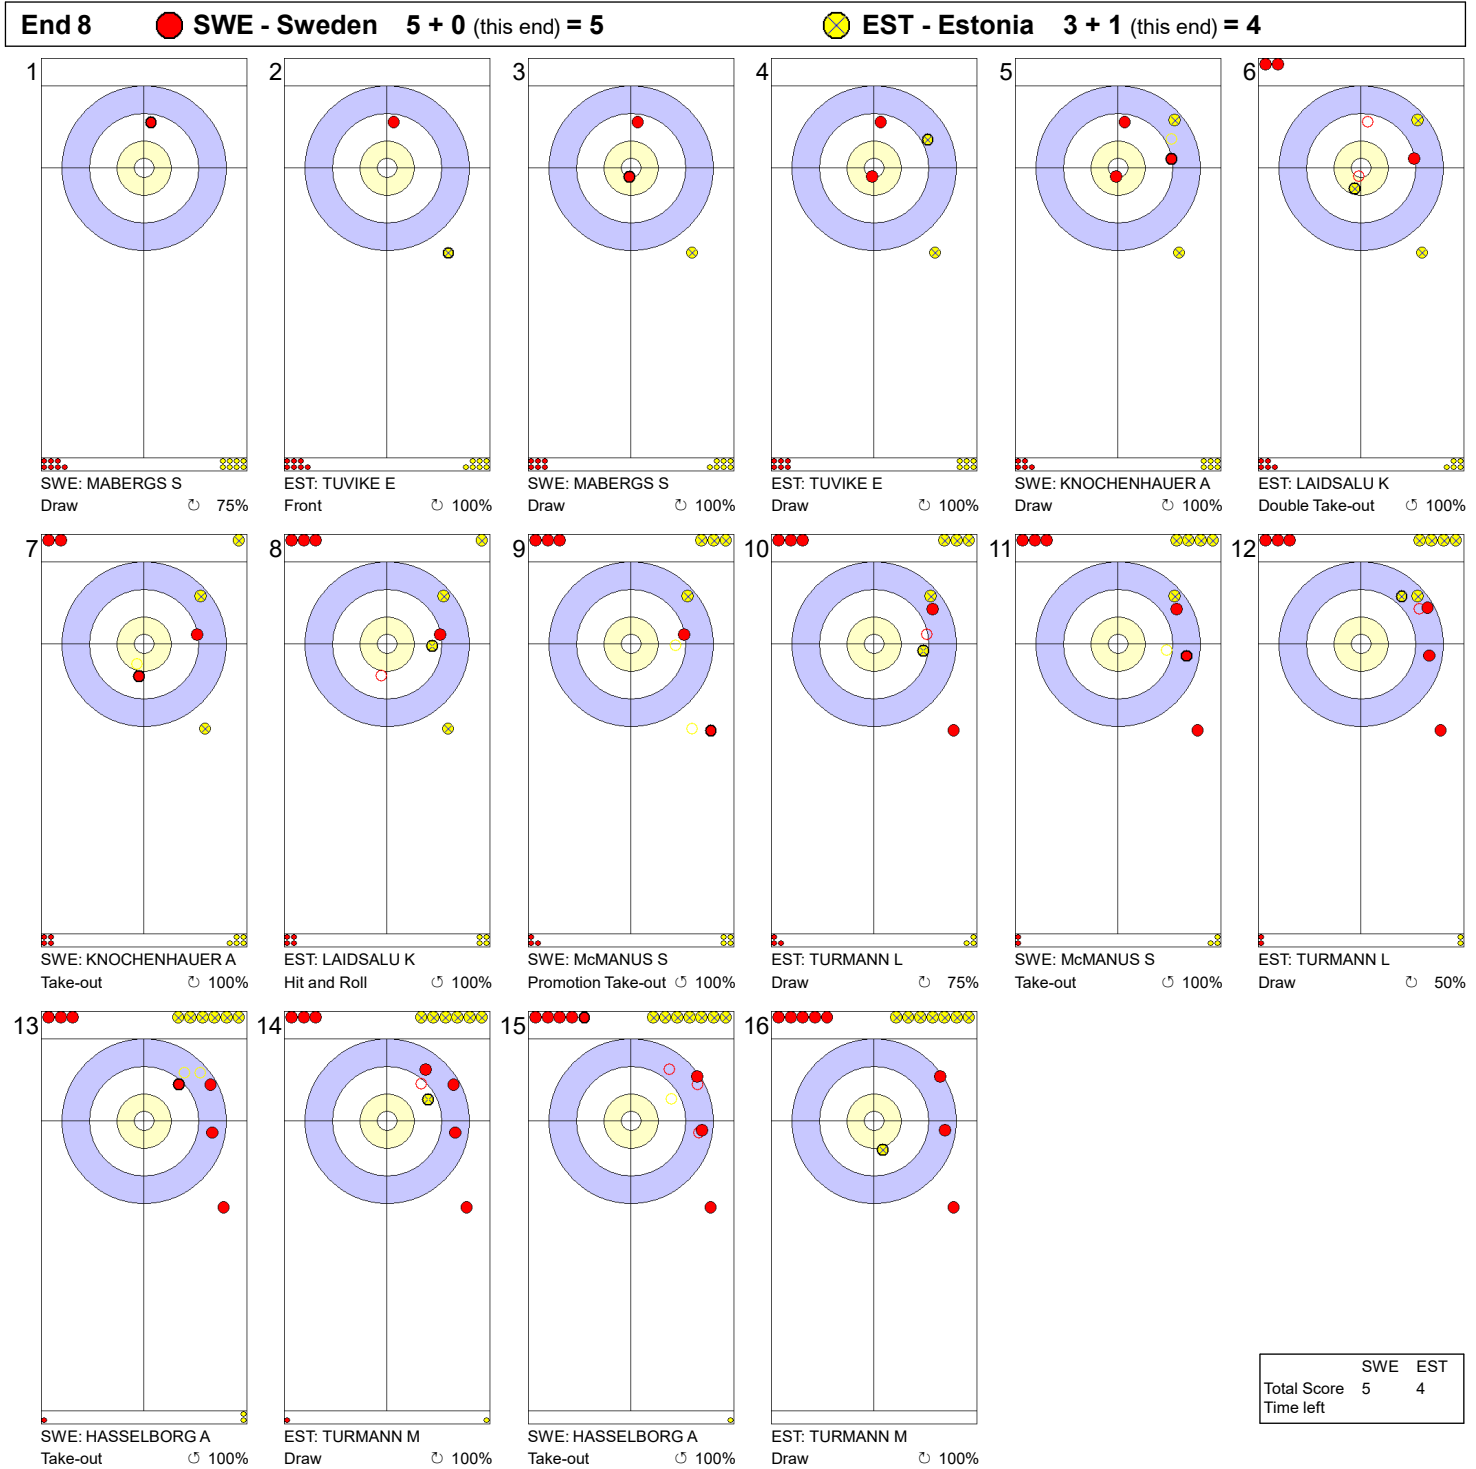 End 8 SWE - Sweden 5 + 0 (this end) = 5 EST - Estonia 3 + 1 (this end) = 4
1 2 3 4 5 6
SWE: MABERGS S EST: TUVIKE E SWE: MABERGS S EST: TUVIKE E SWE: KNOCHENHAUER A EST: LAIDSALU K
Draw ↻ 75% Front ↻ 100% Draw ↻ 100% Draw ↻ 100% Draw ↻ 100% Double Take-out ↺ 100%
7 8 9 10 11 12
SWE: KNOCHENHAUER A EST: LAIDSALU K SWE: McMANUS S EST: TURMANN L SWE: McMANUS S EST: TURMANN L
Take-out ↻ 100% Hit and Roll ↻ 100% Promotion Take-out ↺ 100% Draw ↻ 75% Take-out ↻ 100% Draw ↻ 50%
13 14 15 16
SWE EST
Total Score 5 4
Time left
SWE: HASSELBORG A EST: TURMANN M SWE: HASSELBORG A EST: TURMANN M
Take-out ↺ 100% Draw ↻ 100% Take-out ↺ 100% Draw ↻ 100%